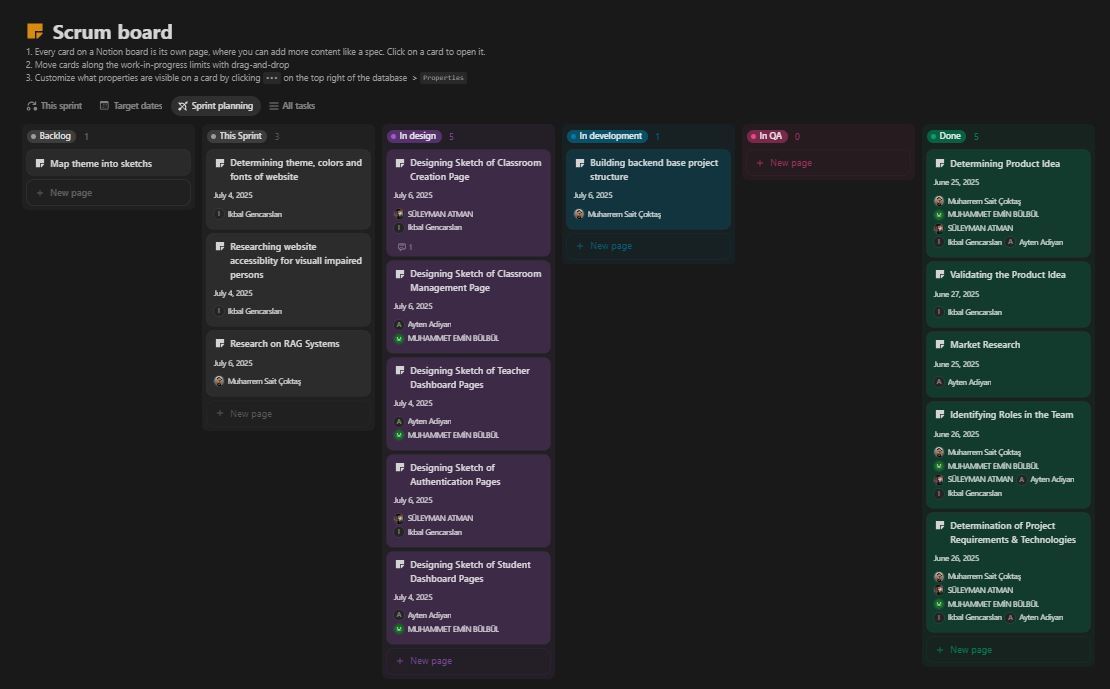 Scrum board
1. Every card on a Notion board is its own page, where you can add more content like a spec. Click on a card to open it.
2. Move cards along the work-in-progress limits with drag-and-drop
3. Customize what properties are visible on a card by clicking ••• on the top right of the database > Properties
This sprint
Target dates
Sprint planning
All tasks
Backlog 1
Map theme into sketchs
+ New page
This Sprint 3
Determining theme, colors and
fonts of website
July 4, 2025
I Ikbal Gencarslan
Researching website
accessiblity for visuall impaired
persons
July 4, 2025
I Ikbal Gencarslan
Research on RAG Systems
July 6, 2025
Muharrem Sait Çoktaş
+ New page
In design 5
Designing Sketch of Classroom
Creation Page
July 6, 2025
SÜLEYMAN ATMAN
I Ikbal Gencarslan
1
Designing Sketch of Classroom
Management Page
July 6, 2025
A Ayten Adiyan
M MUHAMMET EMİN BÜLBÜL
Designing Sketch of Teacher
Dashboard Pages
July 4, 2025
A Ayten Adiyan
M MUHAMMET EMİN BÜLBÜL
Designing Sketch of
Authentication Pages
July 6, 2025
SÜLEYMAN ATMAN
I Ikbal Gencarslan
Designing Sketch of Student
Dashboard Pages
July 4, 2025
A Ayten Adiyan
M MUHAMMET EMİN BÜLBÜL
+ New page
In development 1
Building backend base project
structure
July 6, 2025
Muharrem Sait Çoktaş
+ New page
In QA 0
+ New page
Done 5
Determining Product Idea
June 25, 2025
Muharrem Sait Çoktaş
M MUHAMMET EMİN BÜLBÜL
SÜLEYMAN ATMAN
I Ikbal Gencarslan A Ayten Adiyan
Validating the Product Idea
June 27, 2025
I Ikbal Gencarslan
Market Research
June 25, 2025
A Ayten Adiyan
Identifying Roles in the Team
June 26, 2025
Muharrem Sait Çoktaş
M MUHAMMET EMİN BÜLBÜL
SÜLEYMAN ATMAN A Ayten Adiyan
I Ikbal Gencarslan
Determination of Project
Requirements & Technologies
June 26, 2025
Muharrem Sait Çoktaş
SÜLEYMAN ATMAN
M MUHAMMET EMİN BÜLBÜL
I Ikbal Gencarslan A Ayten Adiyan
+ New page